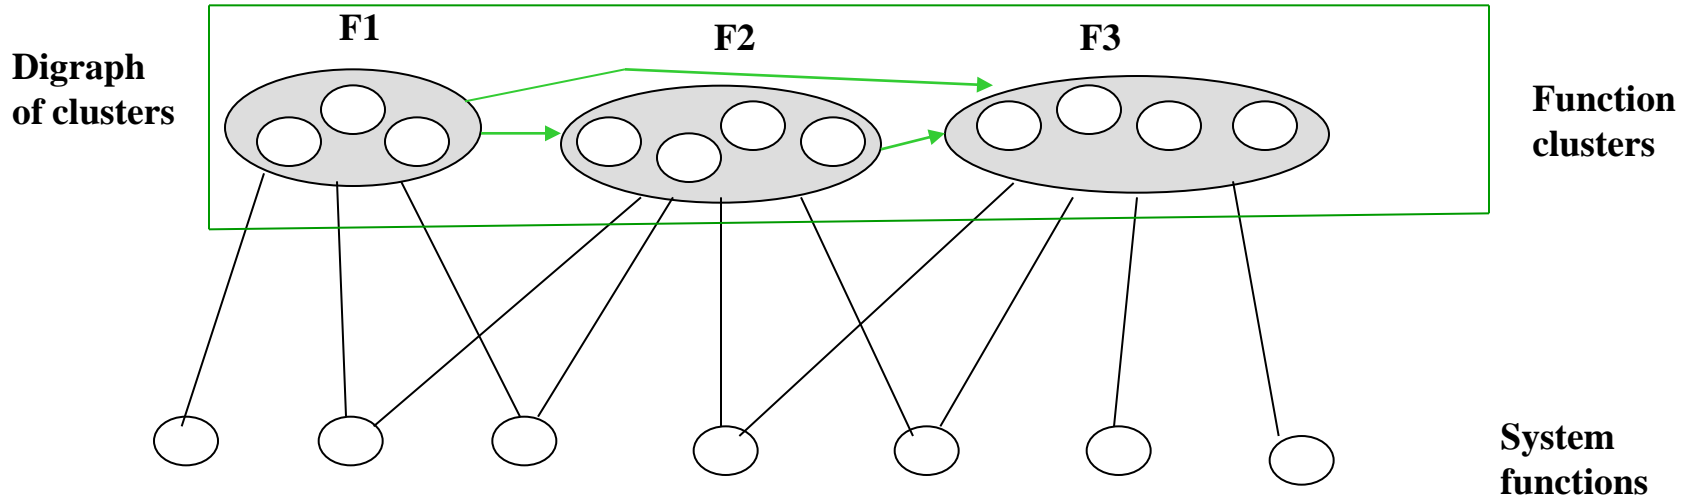 F1
F2
F3
Digraph
of clusters
Function
clusters
System
functions